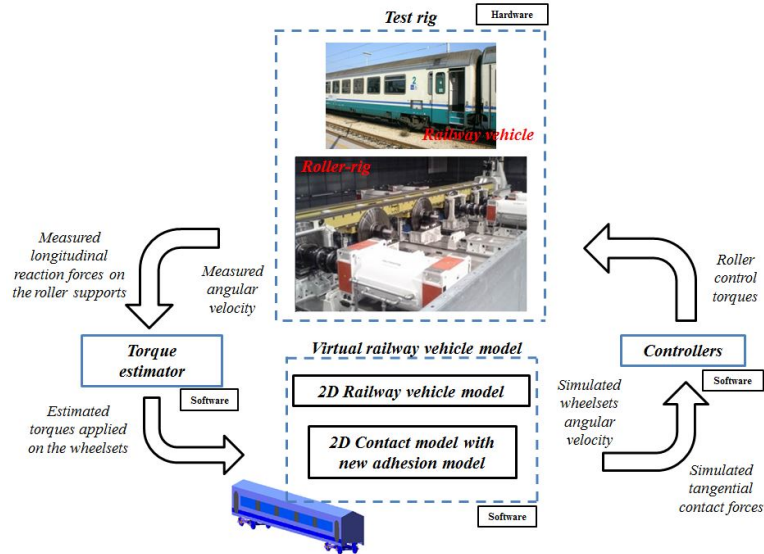 Test rig
Hardware
2
Railway vehicle
Roller-rig
Measured
longitudinal
reaction forces on
the roller supports
Measured
angular
velocity
Roller
control
torques
Torque
estimator
Software
Virtual railway vehicle model
2D Railway vehicle model
2D Contact model with
new adhesion model
Software
Controllers
Software
Estimated
torques applied
on the wheelsets
Simulated
wheelsets
angular
velocity
Simulated
tangential
contact forces